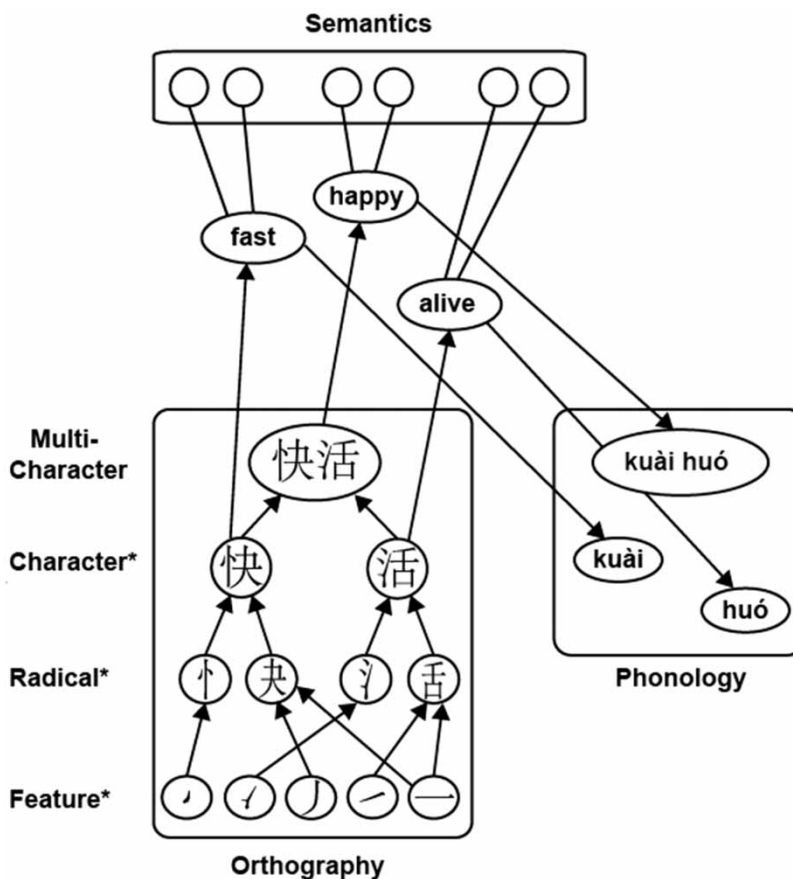 Semantics
happy
fast
alive
Multi-
Character
快活
kuài huó
Character*
快
活
kuài
huó
Radical*
忄
夬
氵
舌
Phonology
Feature*
一
Orthography